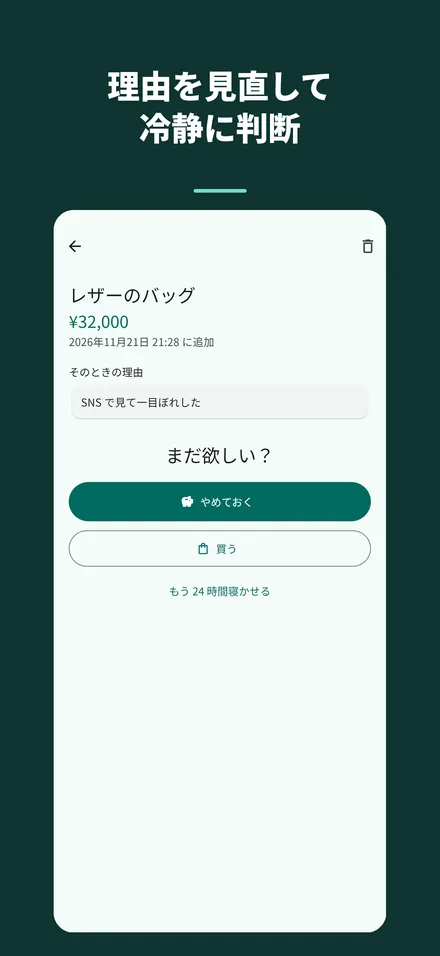 理由を見直して
冷静に判断
レザーのバッグ
¥32,000
2026年11月21日 21:28 に追加
そのときの理由
SNS で見て一目ぼれした
まだ欲しい？
やめておく
買う
もう 24 時間寝かせる